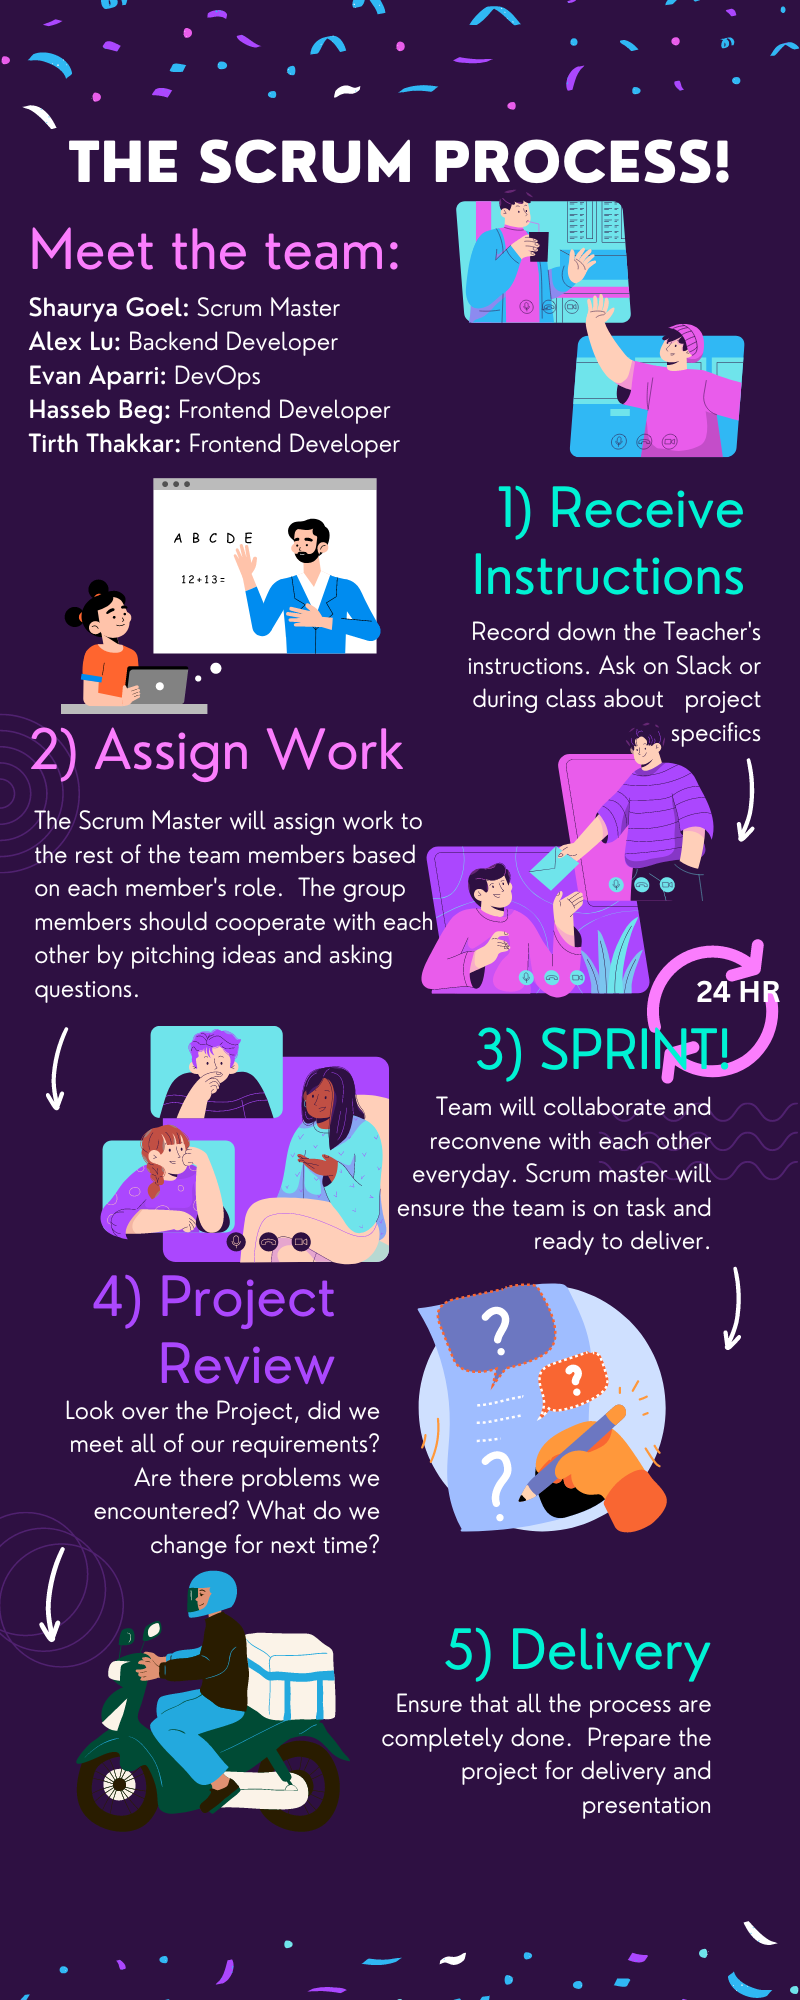 THE SCRUM PROCESS!
Meet the team:
Shaurya Goel: Scrum Master
Alex Lu: Backend Developer
Evan Aparri: DevOps
Hasseb Beg: Frontend Developer
Tirth Thakkar: Frontend Developer
A B C D E
12+13=
1) Receive
Instructions
Record down the Teacher's
instructions. Ask on Slack or
during class about project
specifics
2) Assign Work
The Scrum Master will assign work to
the rest of the team members based
on each member's role. The group
members should cooperate with each
other by pitching ideas and asking
questions.
24 HR
3) SPRINT!
Team will collaborate and
reconvene with each other
everyday. Scrum master will
ensure the team is on task and
ready to deliver.
4) Project
Review
Look over the Project, did we
meet all of our requirements?
Are there problems we
encountered? What do we
change for next time?
?
?
?
5) Delivery
Ensure that all the process are
completely done. Prepare the
project for delivery and
presentation